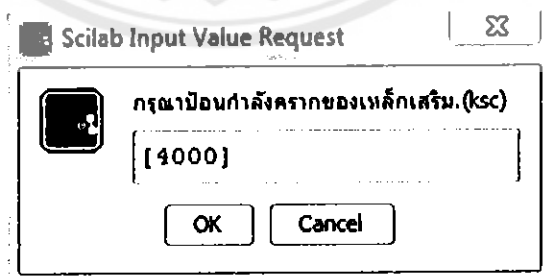 Scilab Input Value Request
กรุณาป้อนกำลังครากของเหล็กเสริม.(ksc)
[4000]
OK Cancel